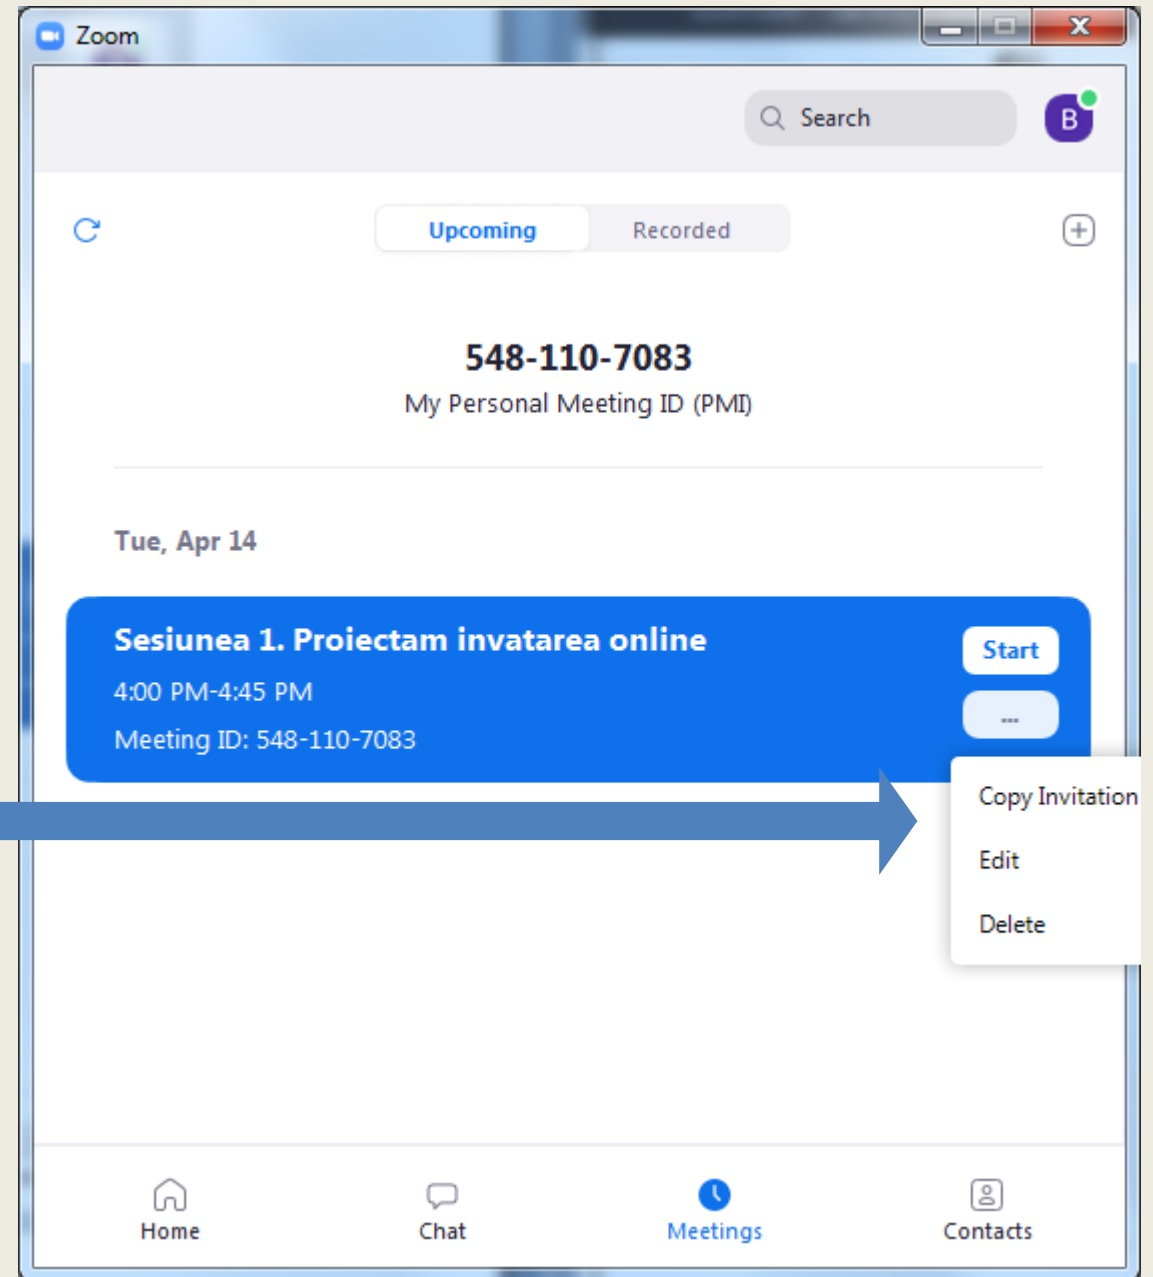 Zoom
Search
B
Upcoming
Recorded
548-110-7083
My Personal Meeting ID (PMI)
Tue, Apr 14
Sesiunea 1. Proiectam invatarea online
Start
4:00 PM-4:45 PM
...
Meeting ID: 548-110-7083
Copy Invitation
Edit
Delete
Home
Chat
Meetings
Contacts